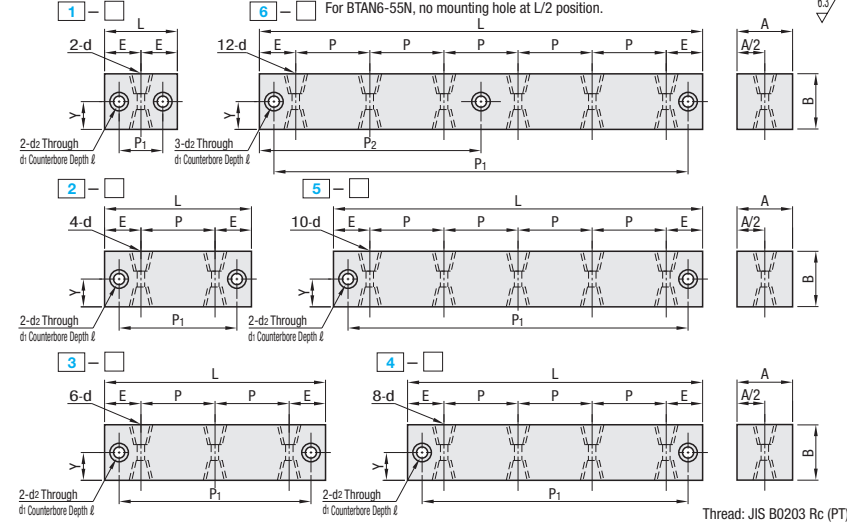 1 – □
6 – □ For BTAN6-55N, no mounting hole at L/2 position.
6.3
L
L
A
2-d
E
E
12-d
E
P
P
P
P
P
E
A/2
Y
Y
B
2-d2 Through
d1 Counterbore Depth ℓ
P1
3-d2 Through
d1 Counterbore Depth ℓ
P2
P1
2 – □
5 – □
L
L
A
4-d
E
P
E
10-d
E
P
P
P
P
E
A/2
Y
Y
B
2-d2 Through
d1 Counterbore Depth ℓ
P1
2-d2 Through
d1 Counterbore Depth ℓ
P1
3 – □
4 – □
L
L
A
6-d
E
P
P
E
8-d
E
P
P
P
E
A/2
Y
Y
B
2-d2 Through
d1 Counterbore Depth ℓ
P1
2-d2 Through
d1 Counterbore Depth ℓ
P1
Thread: JIS B0203 Rc (PT)